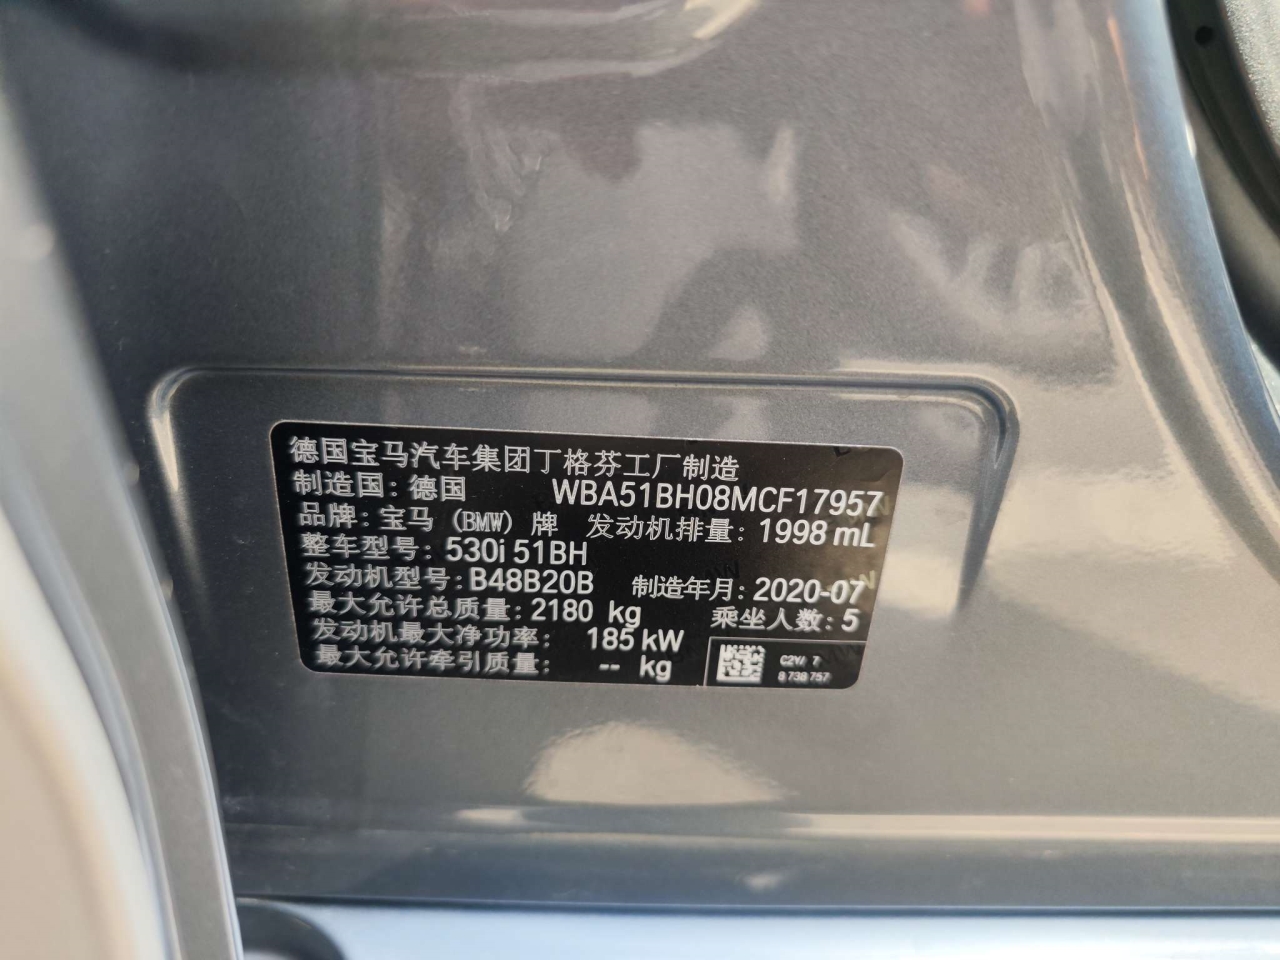 德国宝马汽车集团丁格芬工厂制造
制造国：德国 WBA51BH08MCF17957
品牌：宝马 (BMW) 牌 发动机排量：1998 mL
整车型号：530i 51BH
发动机型号：B48B20B 制造年月：2020-07
最大允许总质量：2180 kg 乘坐人数：5
发动机最大净功率： 185 kW
最大允许牵引质量： -- kg
8 738 757